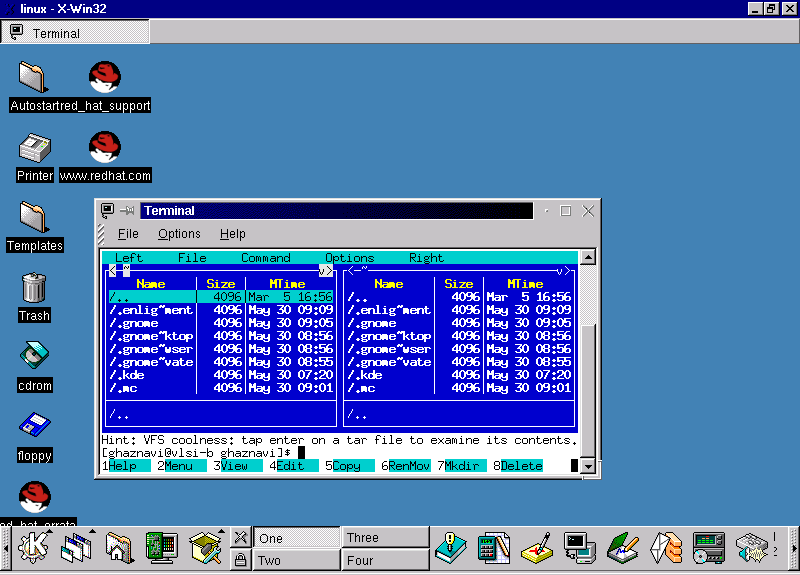 linux - X-Win32
Terminal
Autostart
red_hat_support
Printer
www.redhat.com
Templates
Trash
cdrom
floppy
red_hat_errata
Terminal
File Options Help
Left File Command Options Right
<~ v> <~ v>
Name Size MTime Name Size MTime
/.. 4096 Mar 5 16:56 /.. 4096 Mar 5 16:56
/.enlig~ment 4096 May 30 09:09 /.enlig~ment 4096 May 30 09:09
/.gnome 4096 May 30 09:05 /.gnome 4096 May 30 09:05
/.gnome~ktop 4096 May 30 08:56 /.gnome~ktop 4096 May 30 08:56
/.gnome~wser 4096 May 30 08:56 /.gnome~wser 4096 May 30 08:56
/.gnome~vate 4096 May 30 08:55 /.gnome~vate 4096 May 30 08:55
/.kde 4096 May 30 07:20 /.kde 4096 May 30 07:20
/.mc 4096 May 30 09:01 /.mc 4096 May 30 09:01
/.. /..
Hint: VFS coolness: tap enter on a tar file to examine its contents.
[ghaznavi@vlsi-b ghaznavi]$
1Help 2Menu 3View 4Edit 5Copy 6RenMov 7Mkdir 8Delete
K
One Three
Two Four
1
2